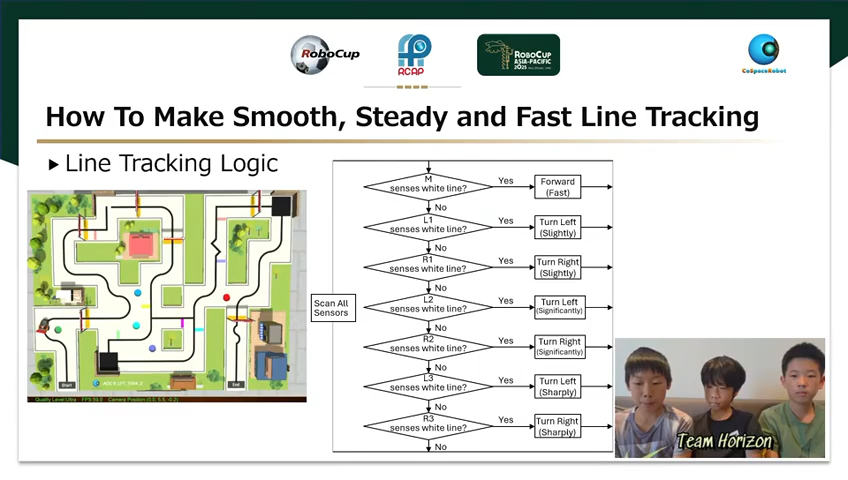 RoboCup
RCAP
ROBOCUP
ASIA-PACIFIC
CoSpaceRobot
How To Make Smooth, Steady and Fast Line Tracking
Line Tracking Logic
M
senses white line?
Yes
Forward
(Fast)
No
L1
senses white line?
Yes
Turn Left
(Slightly)
No
R1
senses white line?
Yes
Turn Right
(Slightly)
No
Scan All
Sensors
L2
senses white line?
Yes
Turn Left
(Significantly)
No
R2
senses white line?
Yes
Turn Right
(Significantly)
No
L3
senses white line?
Yes
Turn Left
(Sharply)
No
R3
senses white line?
Yes
Turn Right
(Sharply)
No
Start
End
Team Horizon